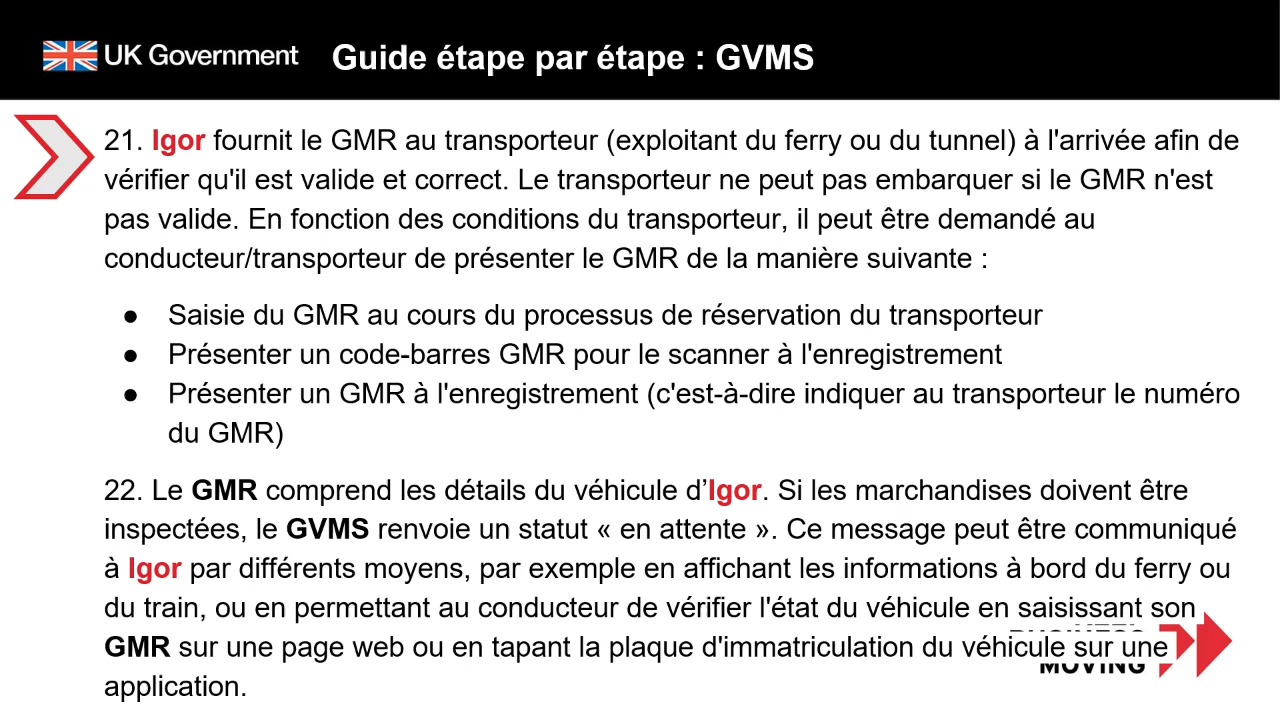 UK Government
Guide étape par étape : GVMS
21. Igor fournit le GMR au transporteur (exploitant du ferry ou du tunnel) à l'arrivée afin de
vérifier qu'il est valide et correct. Le transporteur ne peut pas embarquer si le GMR n'est
pas valide. En fonction des conditions du transporteur, il peut être demandé au
conducteur/transporteur de présenter le GMR de la manière suivante :
● Saisie du GMR au cours du processus de réservation du transporteur
● Présenter un code-barres GMR pour le scanner à l'enregistrement
● Présenter un GMR à l'enregistrement (c'est-à-dire indiquer au transporteur le numéro
du GMR)
22. Le GMR comprend les détails du véhicule d’Igor. Si les marchandises doivent être
inspectées, le GVMS renvoie un statut « en attente ». Ce message peut être communiqué
à Igor par différents moyens, par exemple en affichant les informations à bord du ferry ou
du train, ou en permettant au conducteur de vérifier l'état du véhicule en saisissant son
GMR sur une page web ou en tapant la plaque d'immatriculation du véhicule sur une
MOVING
application.